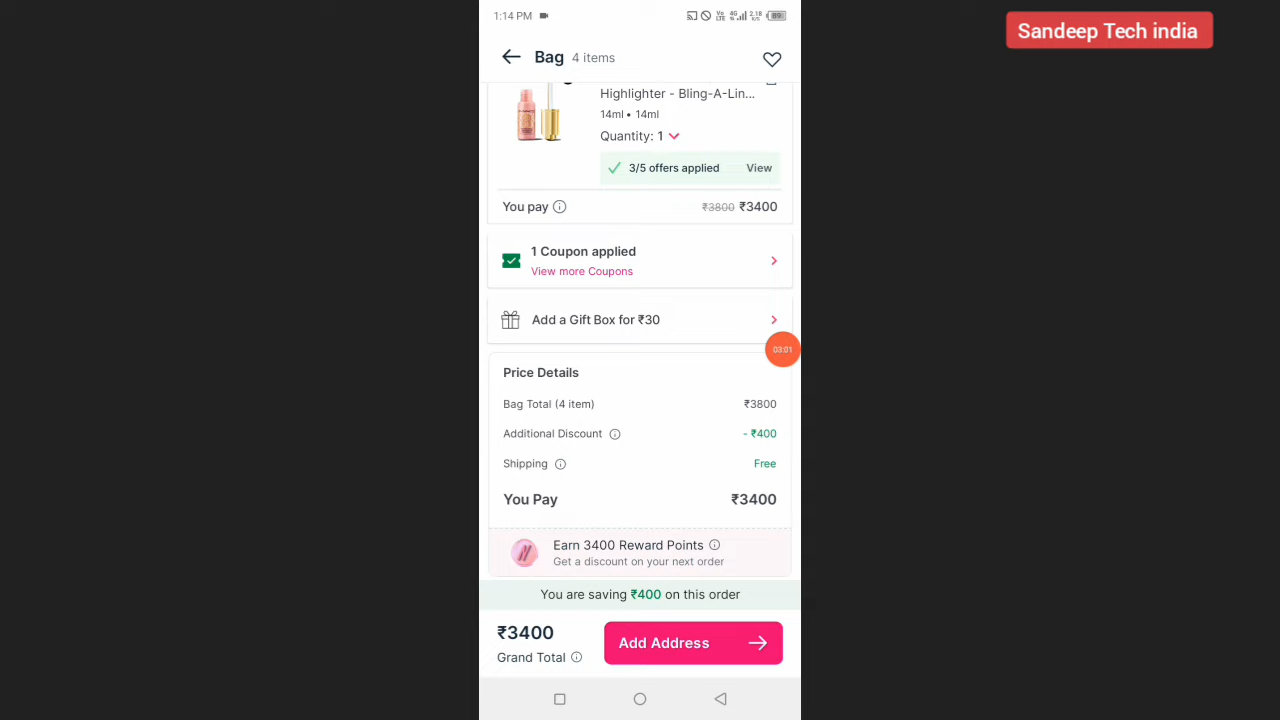 1:14 PM
Sandeep Tech india
Bag 4 items
Highlighter - Bling-A-Lin...
14ml • 14ml
Quantity: 1
3/5 offers applied View
You pay ₹3800 ₹3400
1 Coupon applied
View more Coupons
Add a Gift Box for ₹30
03:01
Price Details
Bag Total (4 item) ₹3800
Additional Discount - ₹400
Shipping Free
You Pay ₹3400
Earn 3400 Reward Points
Get a discount on your next order
You are saving ₹400 on this order
₹3400
Add Address
Grand Total